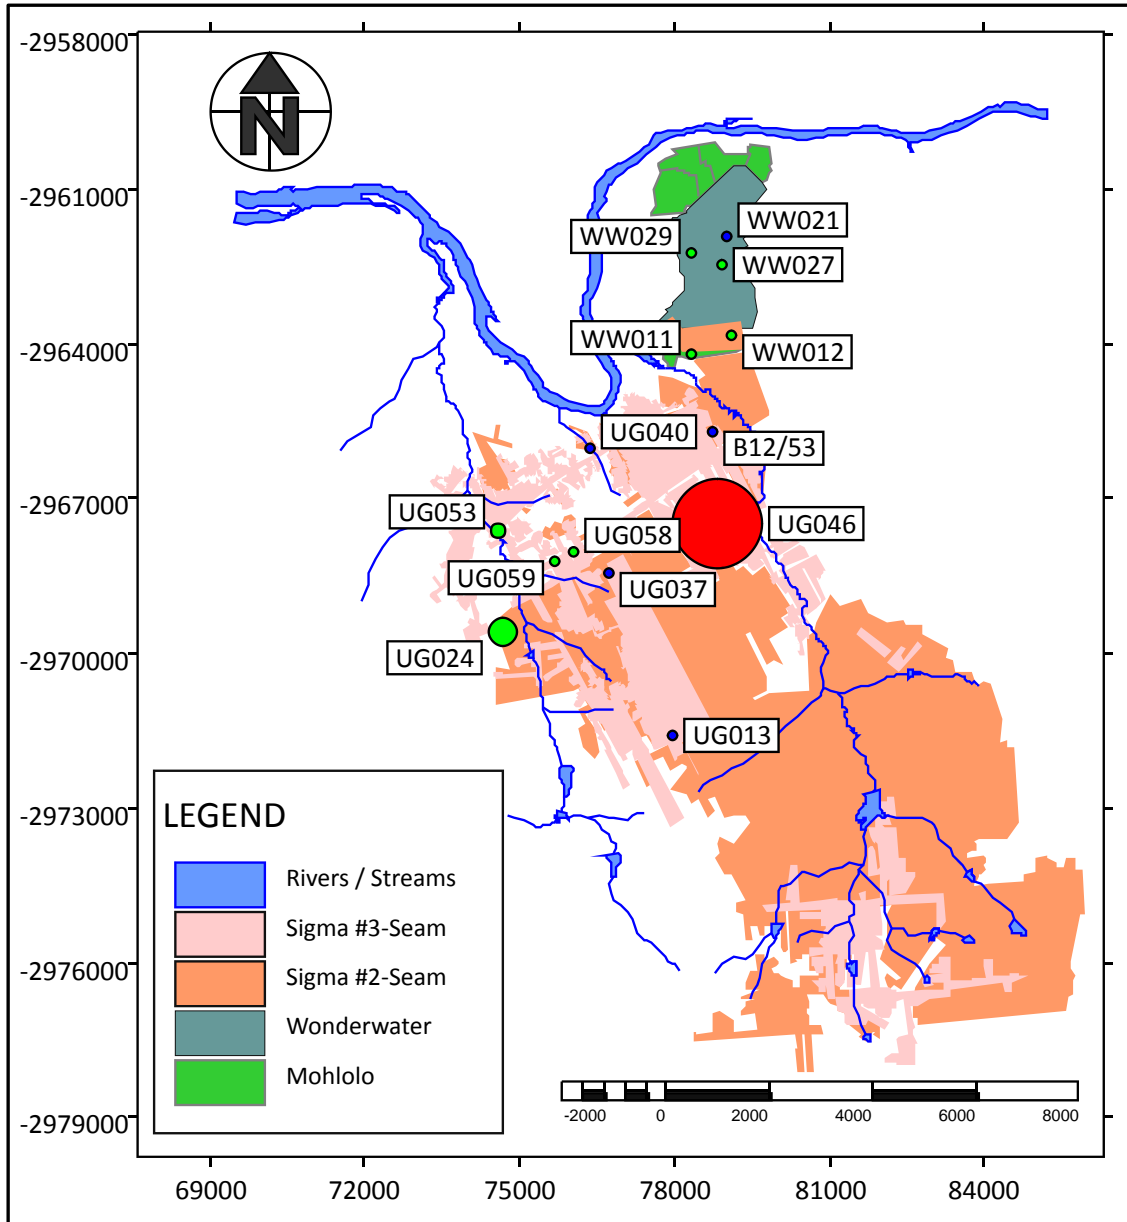 -2958000
N
-2961000
WW021
WW029
WW027
-2964000
WW011
WW012
UG040
B12/53
-2967000
UG053
UG046
UG058
UG059
UG037
-2970000
UG024
UG013
-2973000
LEGEND
Rivers / Streams
Sigma #3-Seam
-2976000
Sigma #2-Seam
Wonderwater
Mohlolo
-2979000
-2000 0 2000 4000 6000 8000
69000 72000 75000 78000 81000 84000